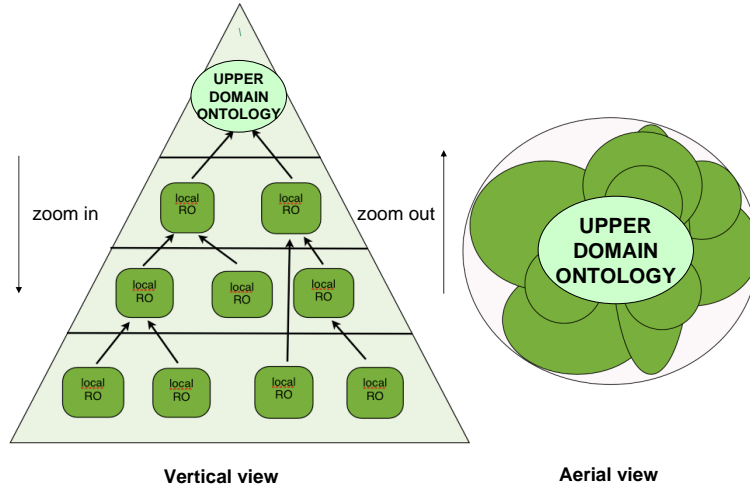 UPPER
DOMAIN
ONTOLOGY
local
RO
local
RO
zoom in
zoom out
local
RO
local
RO
local
RO
local
RO
local
RO
local
RO
local
RO
Vertical view
UPPER
DOMAIN
ONTOLOGY
Aerial view